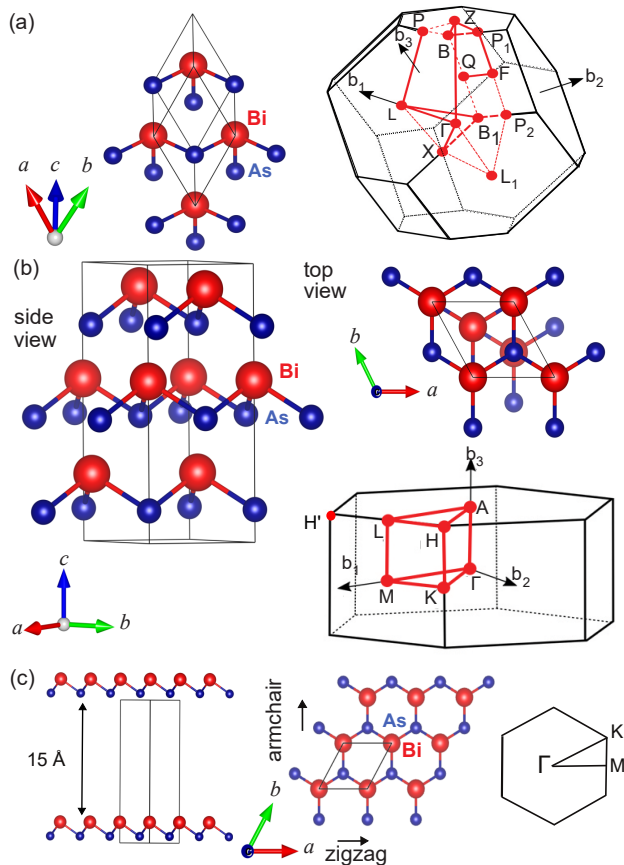 (a)
Bi
As
a
c
b
P
Z
b3
B
P1
Q
F
b1
b2
L
Γ
B1
P2
X
L1
(b)
side
view
Bi
As
a
c
b
top
view
b
a
b3
A
H'
L
H
b1
Γ
b2
M
K
(c)
15 Å
armchair
As
Bi
b
a
zigzag
K
Γ
M